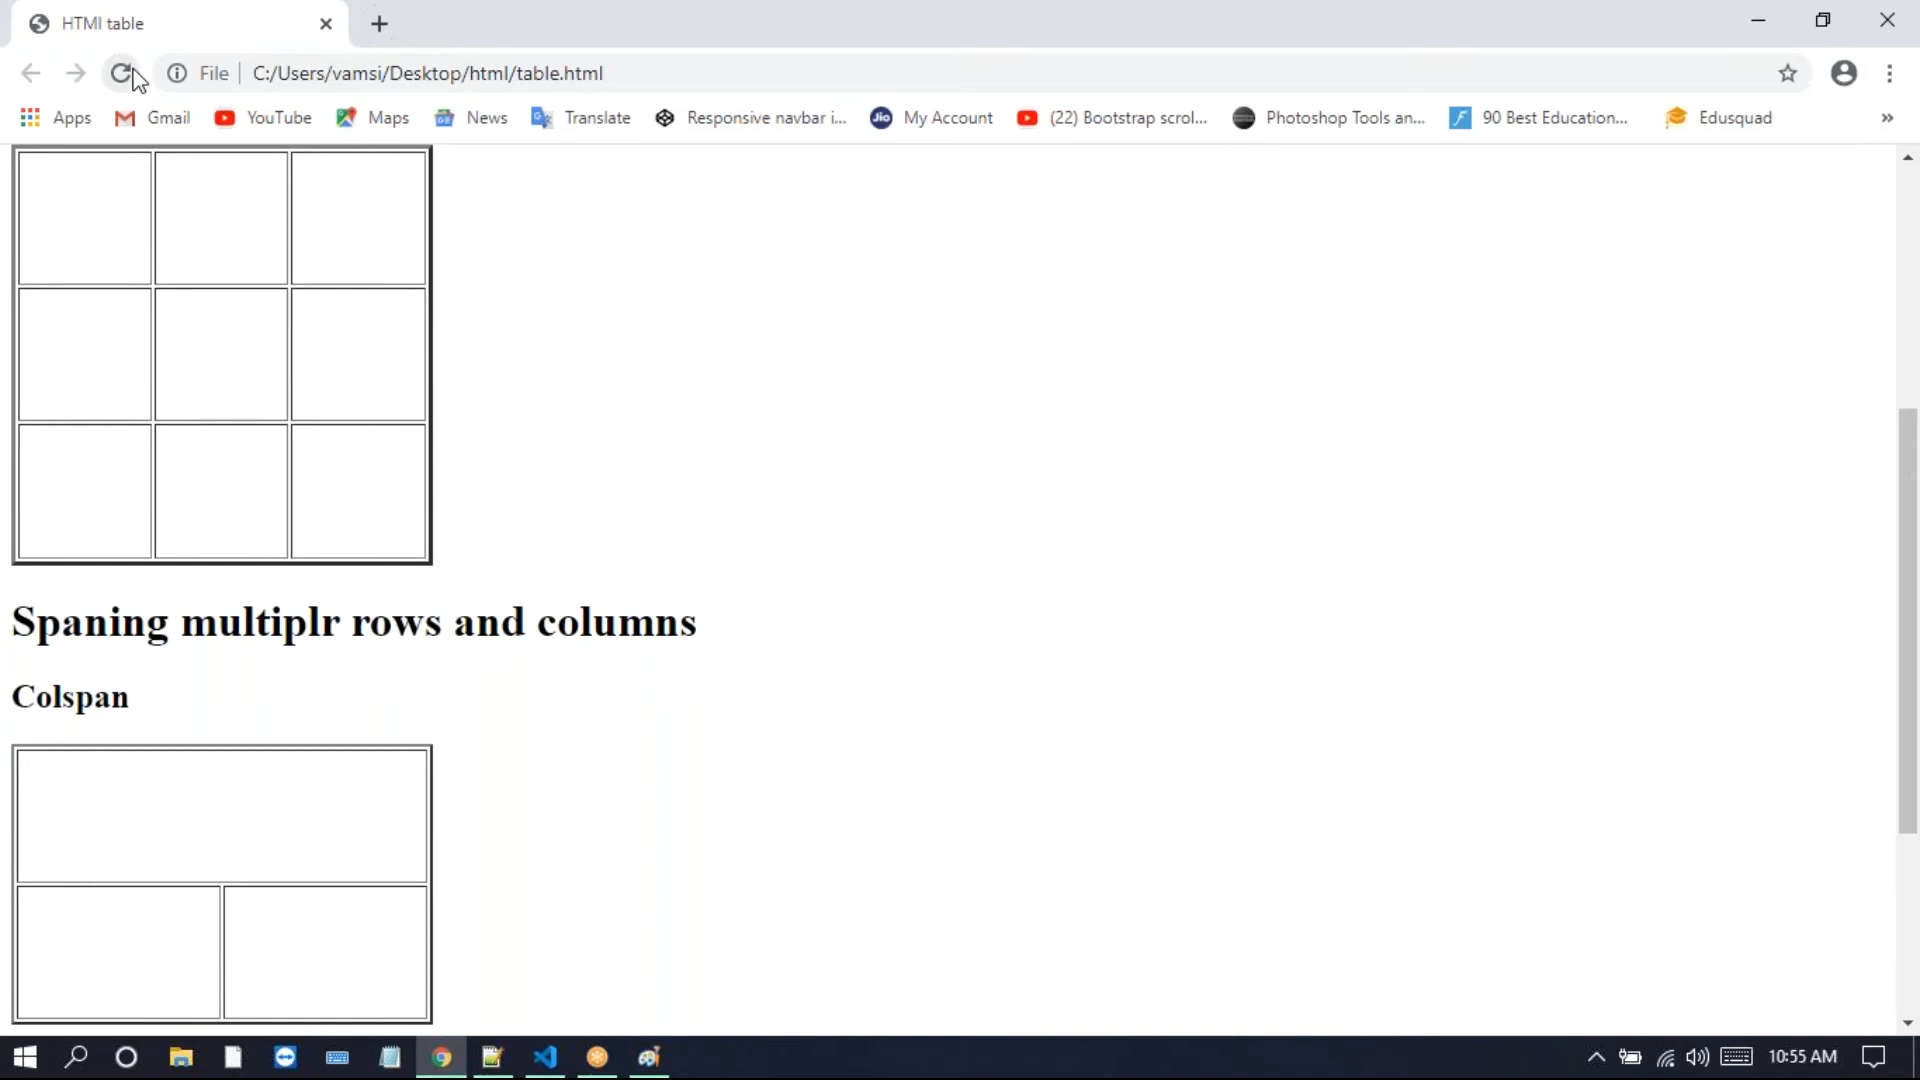 HTMl table
File
C:/Users/vamsi/Desktop/html/table.html
Apps
Gmail
YouTube
Maps
News
Translate
Responsive navbar i...
My Account
(22) Bootstrap scrol...
Photoshop Tools an...
90 Best Education...
Edusquad
»
Spaning multiplr rows and columns
Colspan
10:55 AM